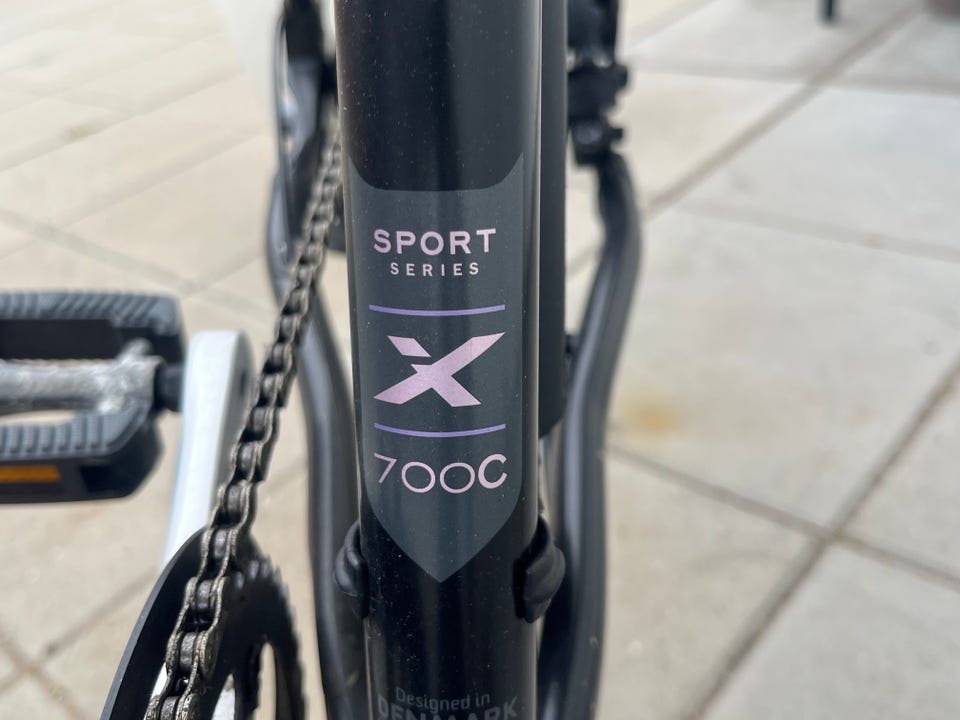 SPORT
SERIES
X
700C
Designed in
DENMARK